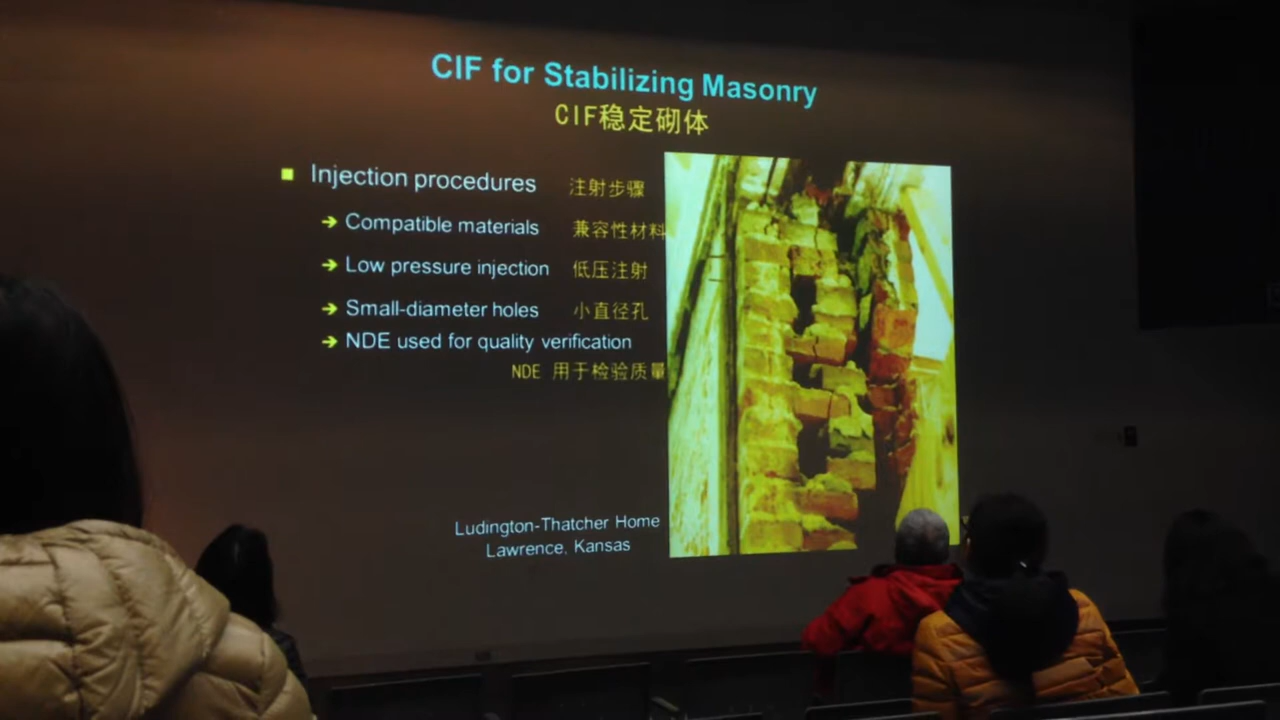 CIF for Stabilizing Masonry
CIF稳定砌体
Injection procedures 注射步骤
Compatible materials 兼容性材料
Low pressure injection 低压注射
Small-diameter holes 小直径孔
NDE used for quality verification
NDE 用于检验质量
Ludington-Thatcher Home
Lawrence, Kansas